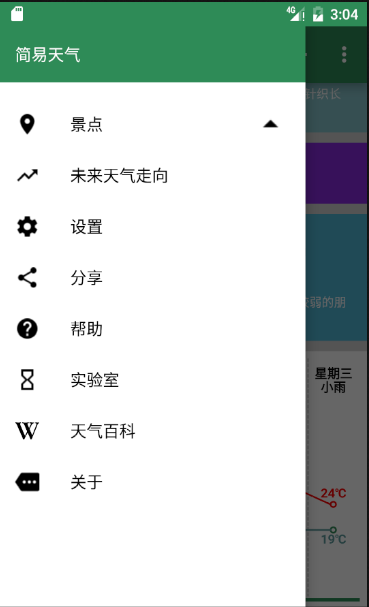 4G 3:04
简易天气
景点
未来天气走向
设置
分享
帮助
实验室
W 天气百科
关于
针织长
弱的朋
星期三
小雨
24℃
19℃